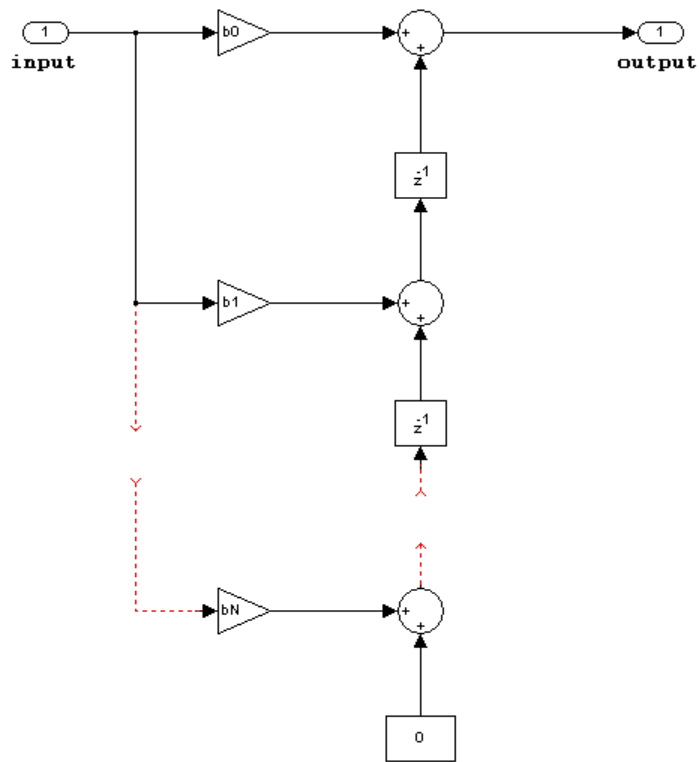 1 b0 + + 1
input output
z-1
b1 + +
z-1
bN + +
0